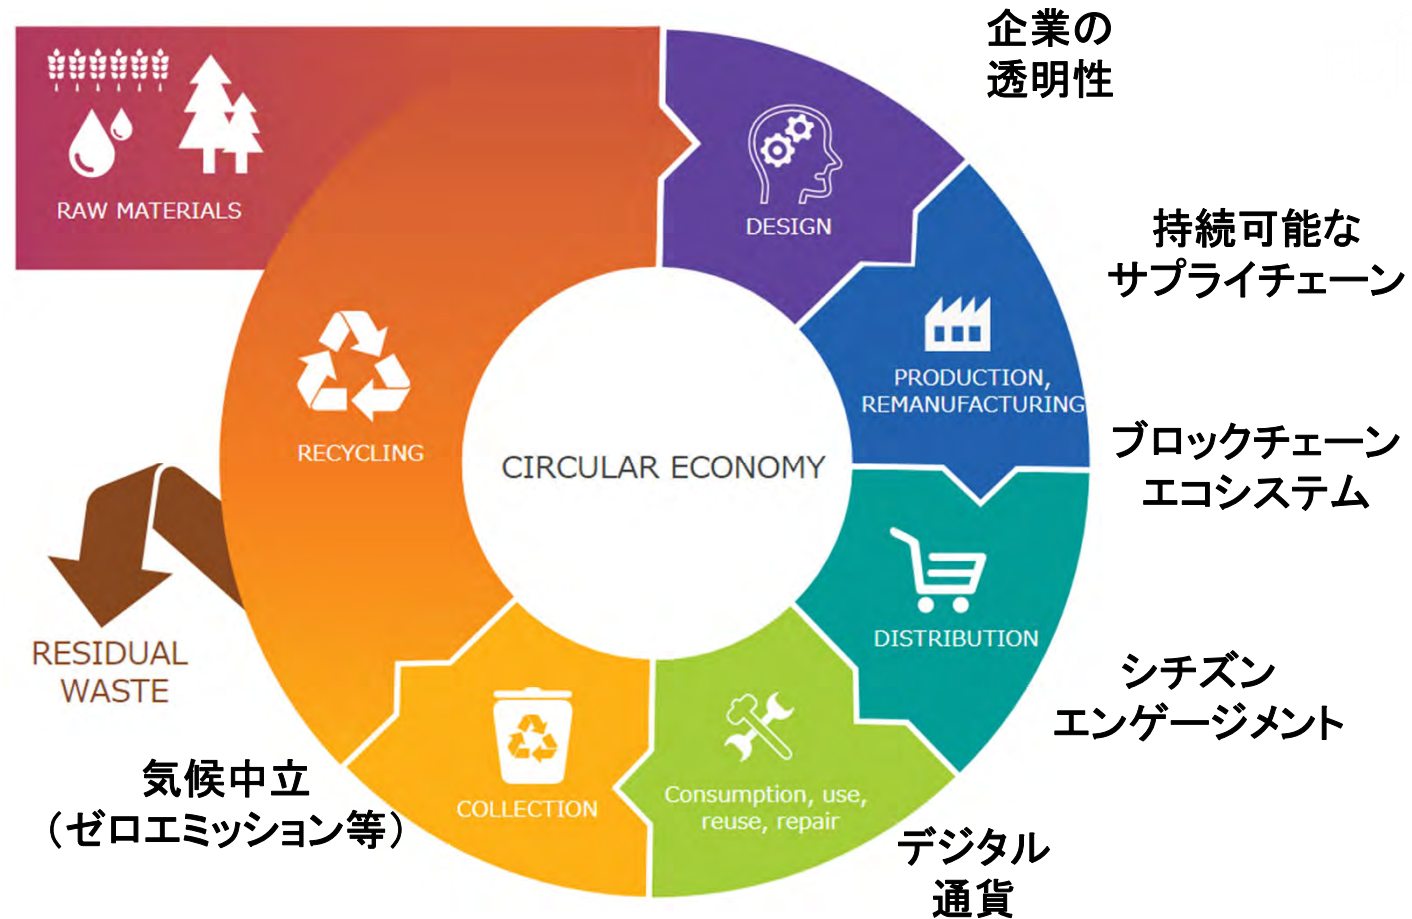 企業の
透明性
RAW MATERIALS
DESIGN
持続可能な
サプライチェーン
PRODUCTION,
REMANUFACTURING
RECYCLING
CIRCULAR ECONOMY
ブロックチェーン
エコシステム
DISTRIBUTION
シチズン
エンゲージメント
RESIDUAL
WASTE
気候中立
（ゼロエミッション等）
COLLECTION
Consumption, use,
reuse, repair
デジタル
通貨